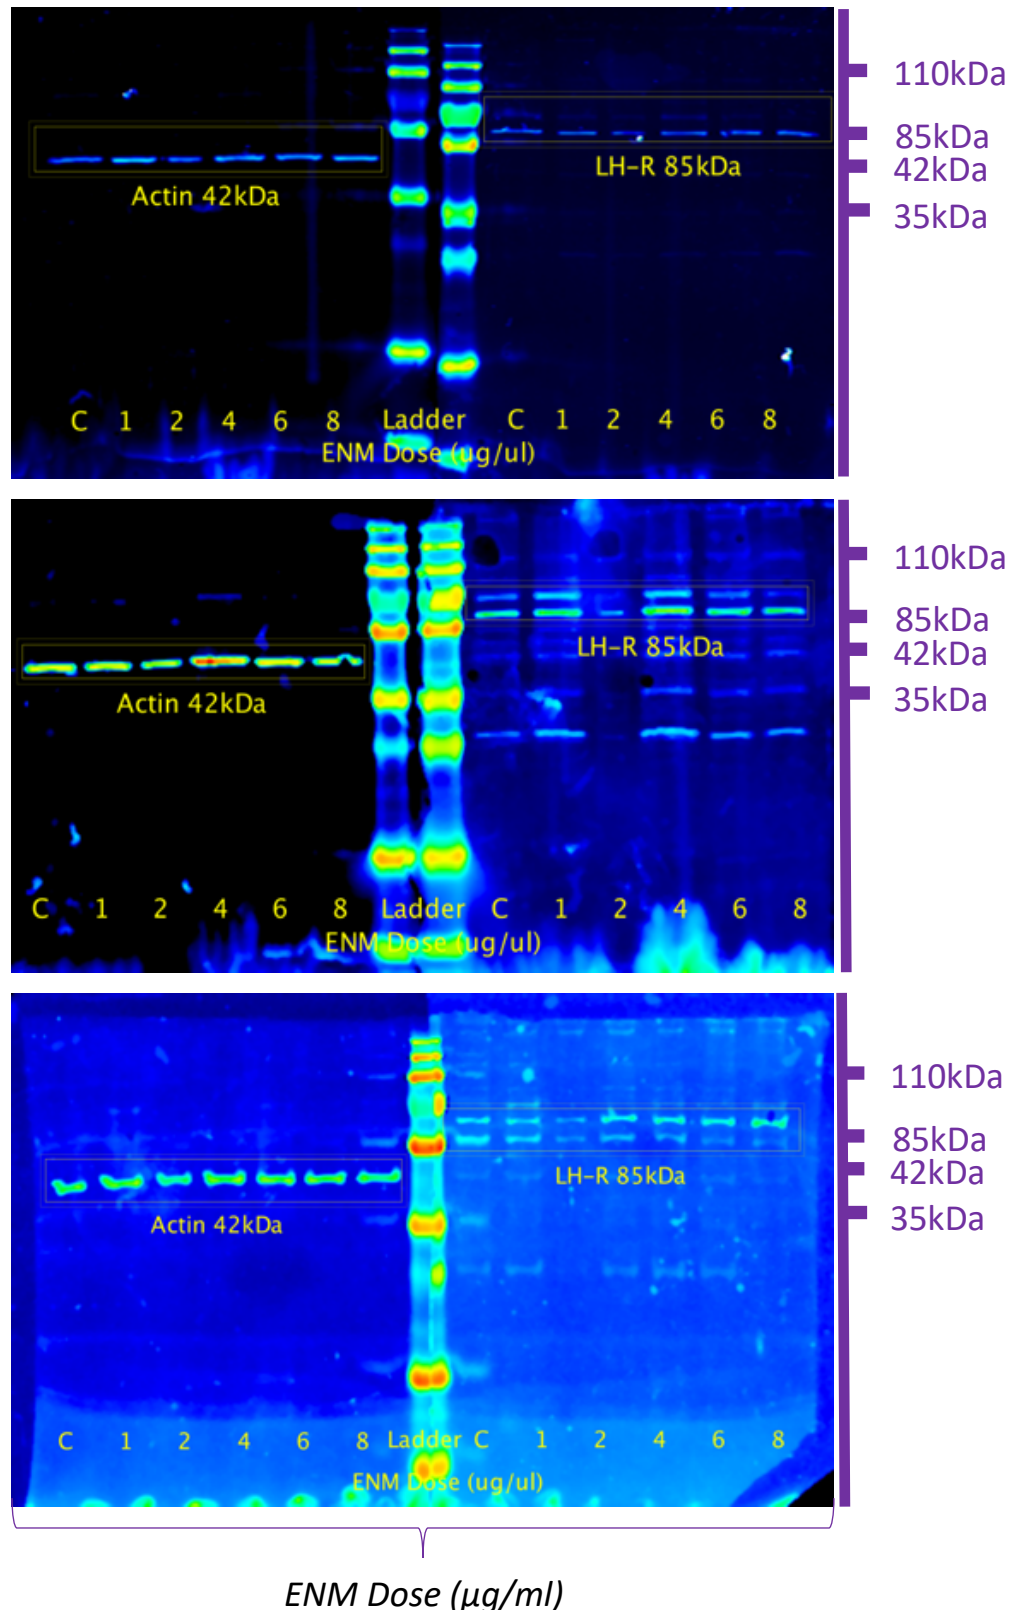 110kDa
85kDa
42kDa
35kDa
Actin 42kDa
LH-R 85kDa
C 1 2 4 6 8 Ladder C 1 2 4 6 8
ENM Dose (ug/ul)
110kDa
85kDa
42kDa
35kDa
LH-R 85kDa
Actin 42kDa
C 1 2 4 6 8 Ladder C 1 2 4 6 8
ENM Dose (ug/ul)
110kDa
85kDa
42kDa
35kDa
LH-R 85kDa
Actin 42kDa
C 1 2 4 6 8 Ladder C 1 2 4 6 8
ENM Dose (ug/ul)
ENM Dose (μg/ml)